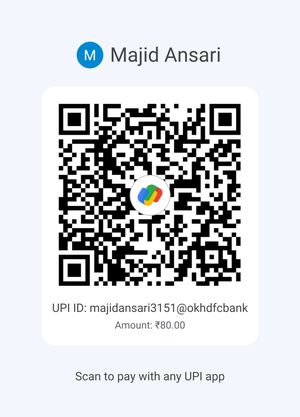 M Majid Ansari
UPI ID: majidansari3151@okhdfcbank
Amount: ₹80.00
Scan to pay with any UPI app